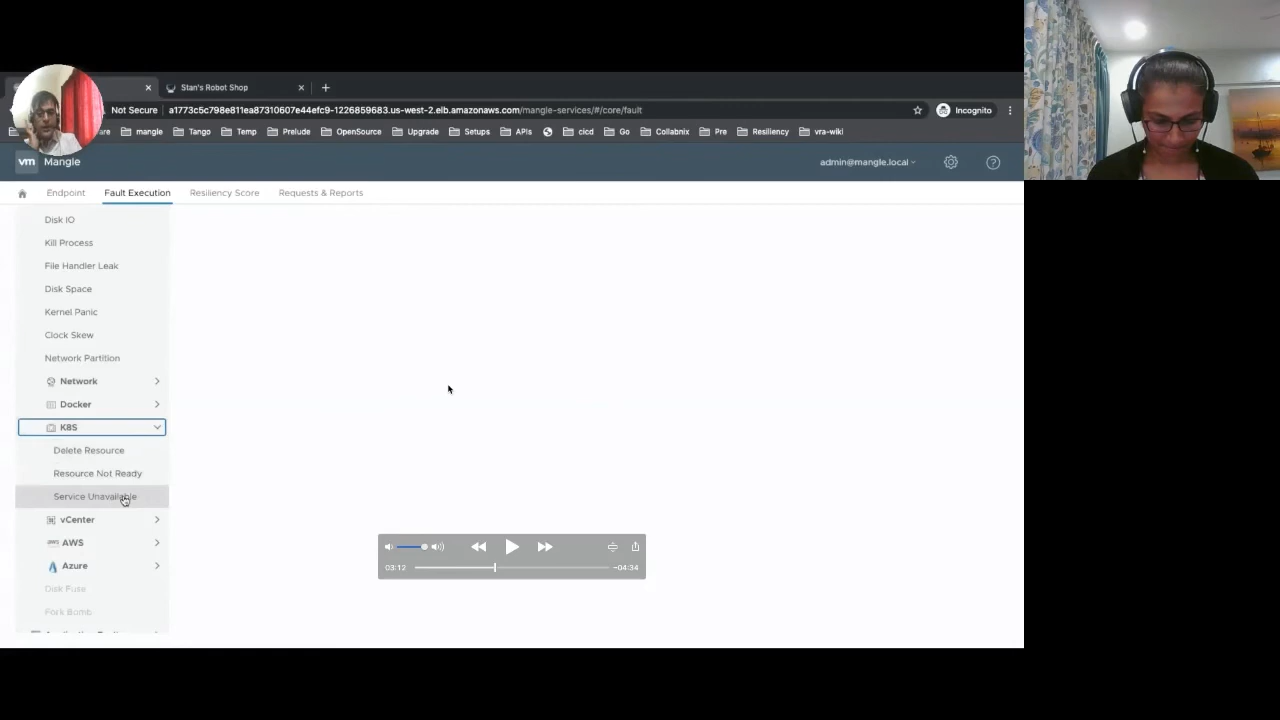 Stan's Robot Shop
Not Secure a1773c5c798e811ea87310607e44efc9-1226859683.us-west-2.elb.amazonaws.com/mangle-services/#/core/fault Incognito
mangle Tango Temp Prelude OpenSource Upgrade Setups APIs cicd Go Collabnix Pre Resiliency vra-wiki
vm Mangle admin@mangle.local
Endpoint Fault Execution Resiliency Score Requests & Reports
Disk IO
Kill Process
File Handler Leak
Disk Space
Kernel Panic
Clock Skew
Network Partition
Network
Docker
K8S
Delete Resource
Resource Not Ready
Service Unavailable
vCenter
aws AWS
Azure
Disk Fuse
Fork Bomb
03:12 -04:34